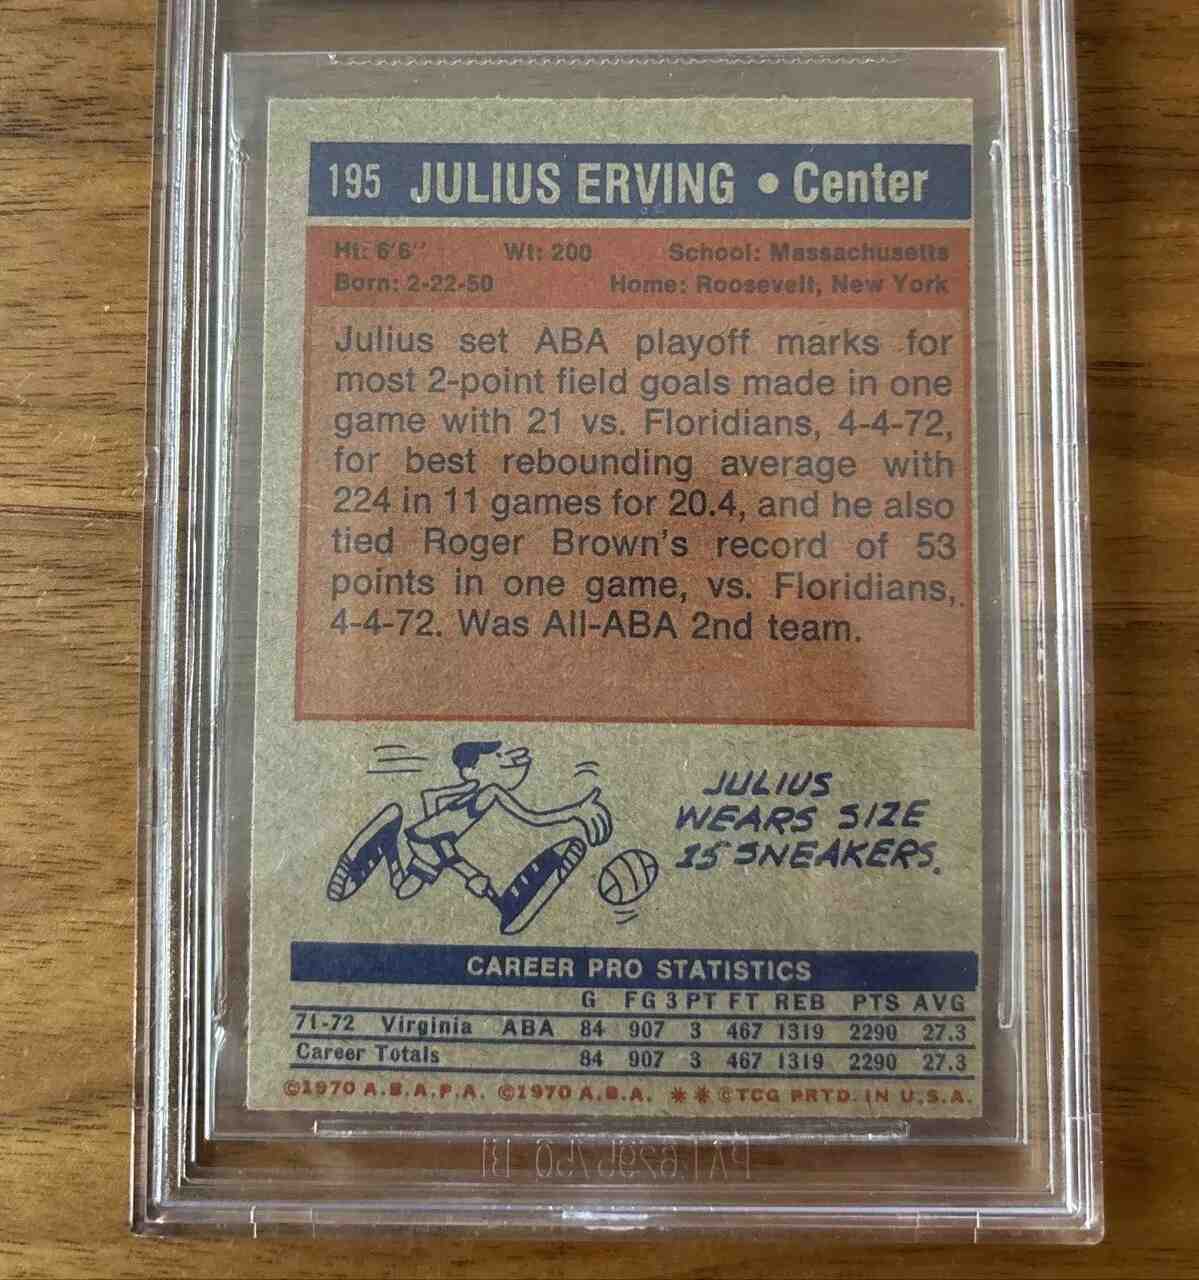 195 JULIUS ERVING • Center
Ht: 6'6" Wt: 200 School: Massachusetts
Born: 2-22-50 Home: Roosevelt, New York
Julius set ABA playoff marks for
most 2-point field goals made in one
game with 21 vs. Floridians, 4-4-72,
for best rebounding average with
224 in 11 games for 20.4, and he also
tied Roger Brown's record of 53
points in one game, vs. Floridians,
4-4-72. Was All-ABA 2nd team.
JULIUS
WEARS SIZE
15 SNEAKERS.
CAREER PRO STATISTICS
G FG 3 PT FT REB PTS AVG
71-72 Virginia ABA 84 907 3 467 1319 2290 27.3
Career Totals 84 907 3 467 1319 2290 27.3
©1970 A.B.A.P.A. ©1970 A.B.A. ** ©TCG PRTD. IN U.S.A.